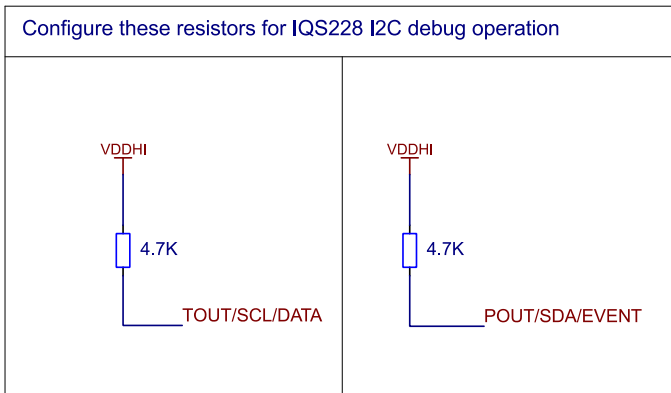 Configure these resistors for IQS228 I2C debug operation
VDDHI
4.7K
TOUT/SCL/DATA
VDDHI
4.7K
POUT/SDA/EVENT